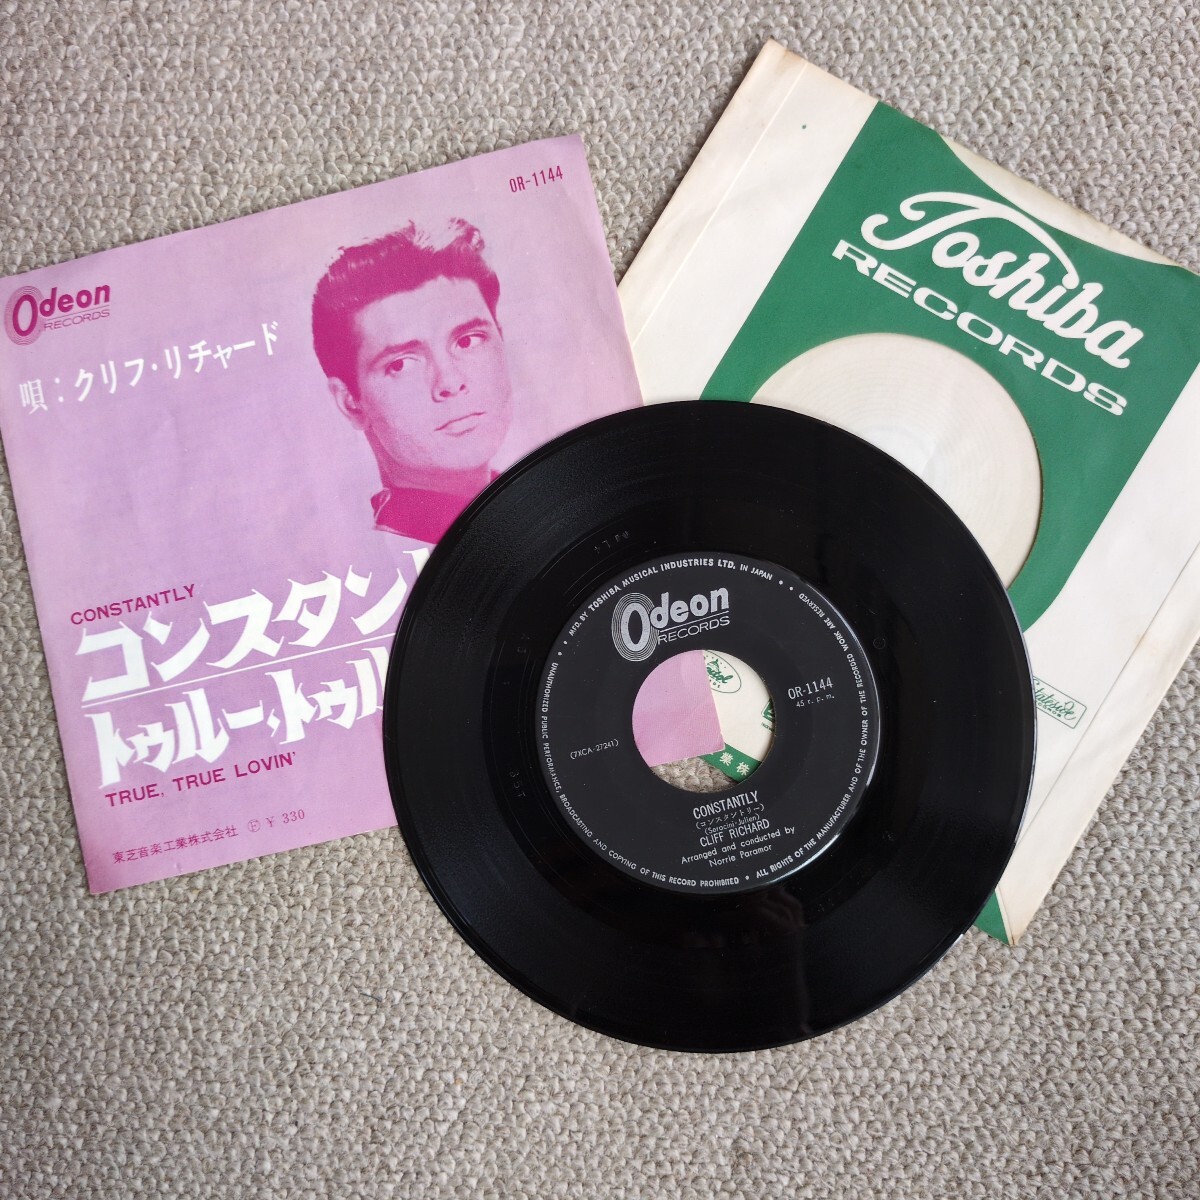 OR-1144
Odeon
RECORDS
唄:クリフ・リチャード
CONSTANTLY
コンスタント
トゥルー・トゥル
TRUE, TRUE LOVIN'
東芝音楽工業株式会社 Ⓟ ¥ 330
Toshiba
RECORDS
MFD. BY TOSHIBA MUSICAL INDUSTRIES LTD. IN JAPAN
UNAUTHORIZED PUBLIC PERFORMANCE, BROADCASTING AND COPYING OF THIS RECORD PROHIBITED
ALL RIGHTS OF THE MANUFACTURER AND OF THE OWNER OF THE RECORDED WORK ARE RESERVED
Odeon
RECORDS
OR-1144
45 r. p. m.
(7XCA-27241)
CONSTANTLY
(コンスタントリー)
(Seracini-Julien)
CLIFF RICHARD
Arranged and conducted by
Norrie Paramor
業株